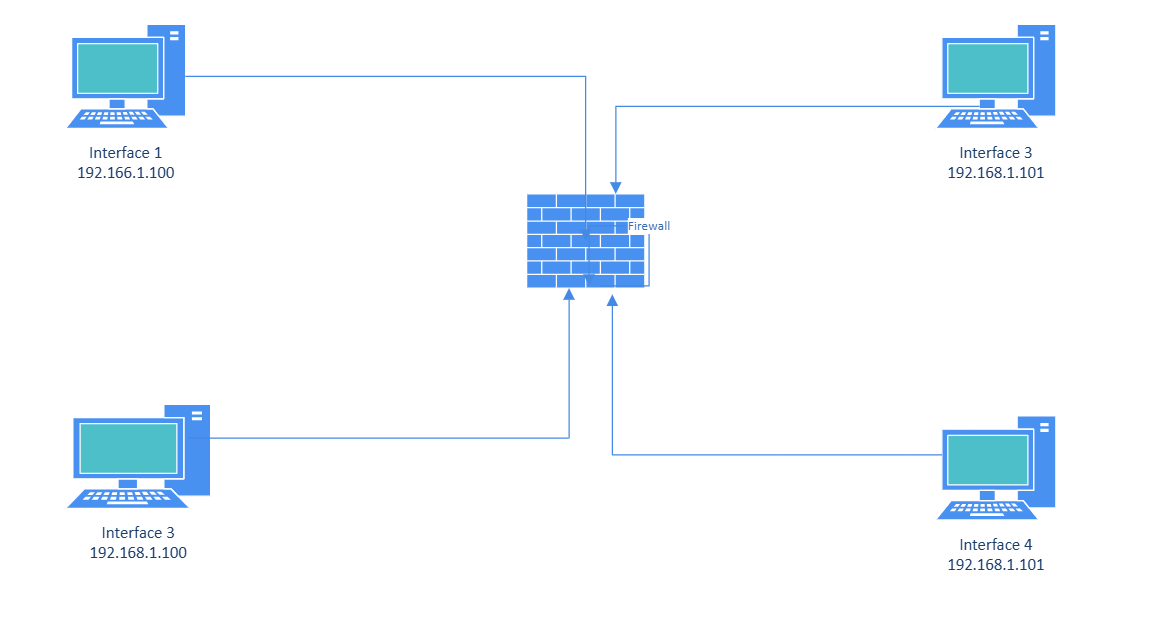 Interface 1
192.166.1.100
Interface 3
192.168.1.101
Firewall
Interface 3
192.168.1.100
Interface 4
192.168.1.101